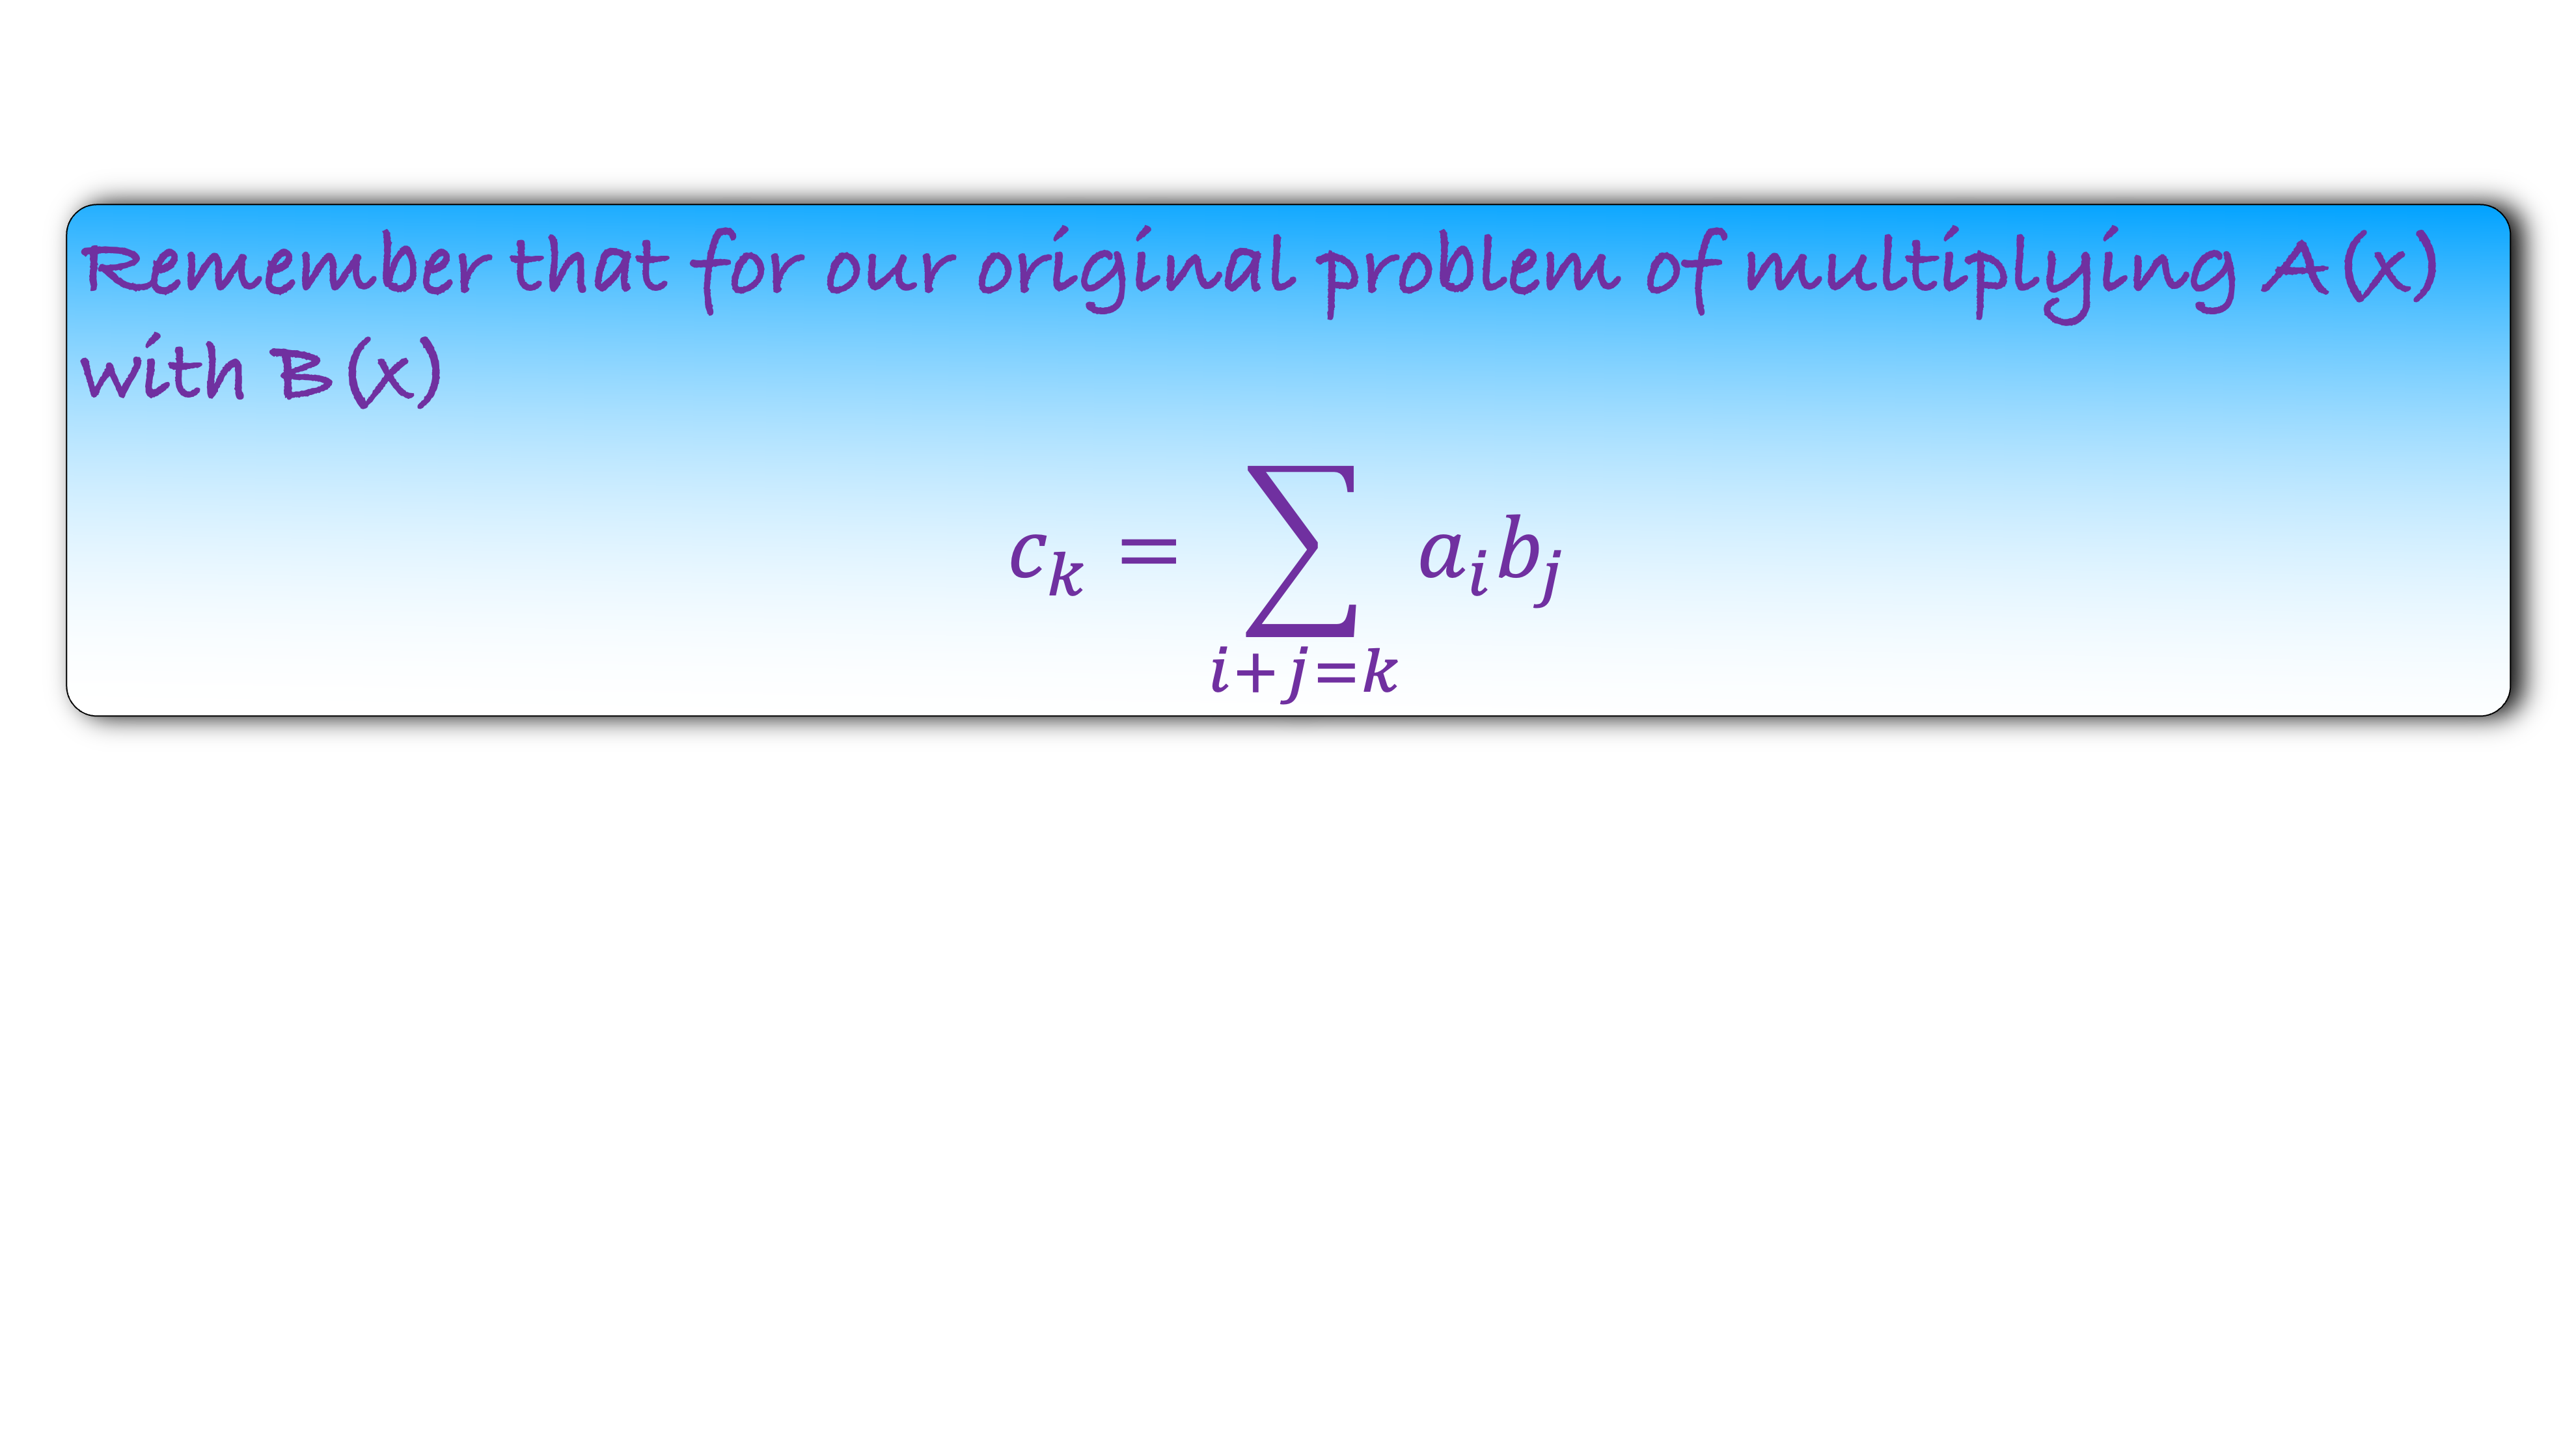 Remember that for our original problem of multiplying A(x)
with B(x)
c_k = ∑_{i+j=k} a_i b_j